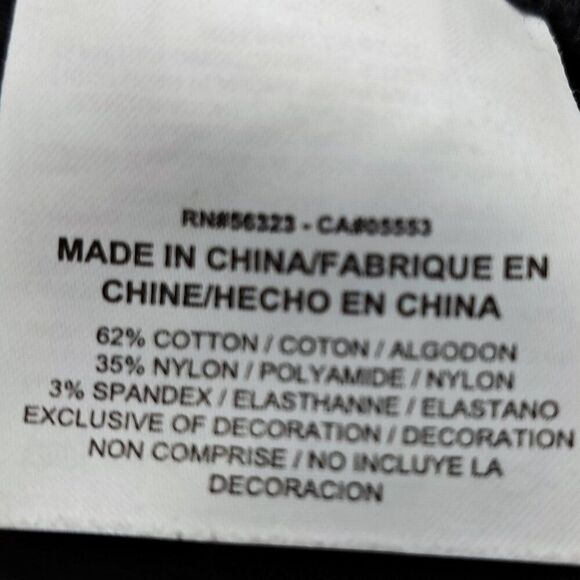 RN#56323 - CA#05553
MADE IN CHINA/FABRIQUE EN
CHINE/HECHO EN CHINA
62% COTTON / COTON / ALGODON
35% NYLON / POLYAMIDE / NYLON
3% SPANDEX / ELASTHANNE / ELASTANO
EXCLUSIVE OF DECORATION / DECORATION
NON COMPRISE / NO INCLUYE LA
DECORACION